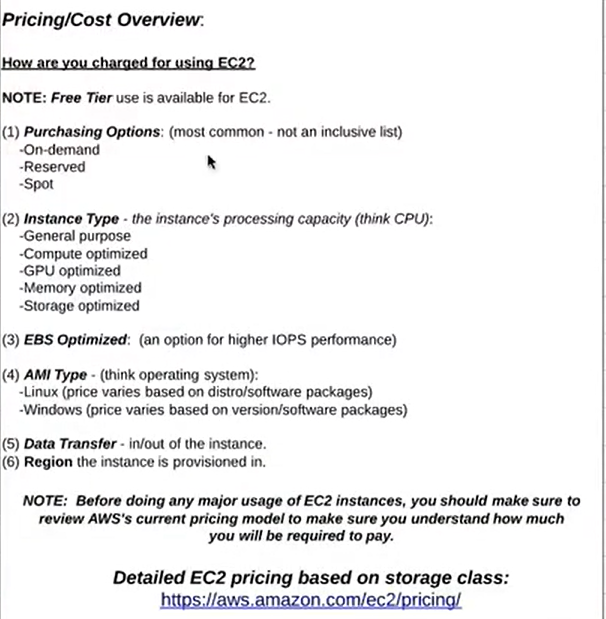 Pricing/Cost Overview:
How are you charged for using EC2?
NOTE: Free Tier use is available for EC2.
(1) Purchasing Options: (most common - not an inclusive list)
-On-demand
-Reserved
-Spot
(2) Instance Type - the instance's processing capacity (think CPU):
-General purpose
-Compute optimized
-GPU optimized
-Memory optimized
-Storage optimized
(3) EBS Optimized: (an option for higher IOPS performance)
(4) AMI Type - (think operating system):
-Linux (price varies based on distro/software packages)
-Windows (price varies based on version/software packages)
(5) Data Transfer - in/out of the instance.
(6) Region the instance is provisioned in.
NOTE: Before doing any major usage of EC2 instances, you should make sure to
review AWS's current pricing model to make sure you understand how much
you will be required to pay.
Detailed EC2 pricing based on storage class:
https://aws.amazon.com/ec2/pricing/